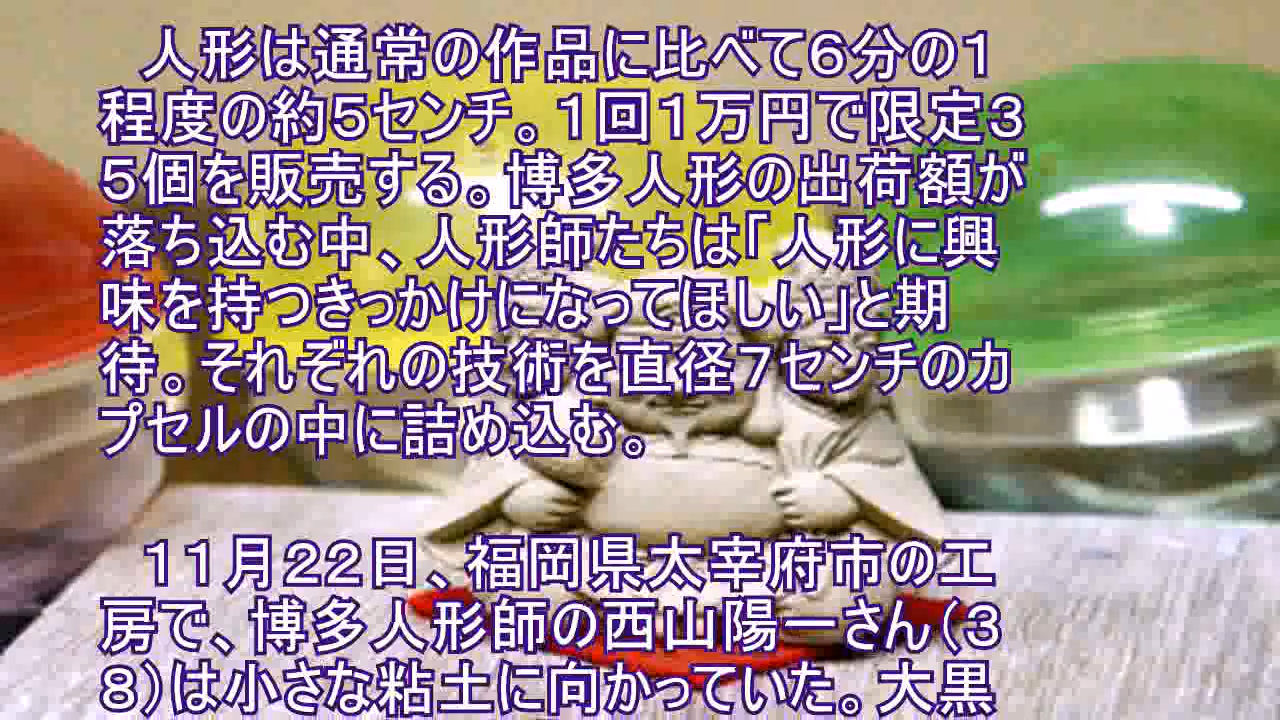 人形は通常の作品に比べて６分の１
程度の約５センチ。１回１万円で限定３
５個を販売する。博多人形の出荷額が
落ち込む中、人形師たちは「人形に興
味を持つきっかけになってほしい」と期
待。それぞれの技術を直径７センチのカ
プセルの中に詰め込む。
１１月２２日、福岡県太宰府市の工
房で、博多人形師の西山陽一さん（３
８）は小さな粘土に向かっていた。大黒